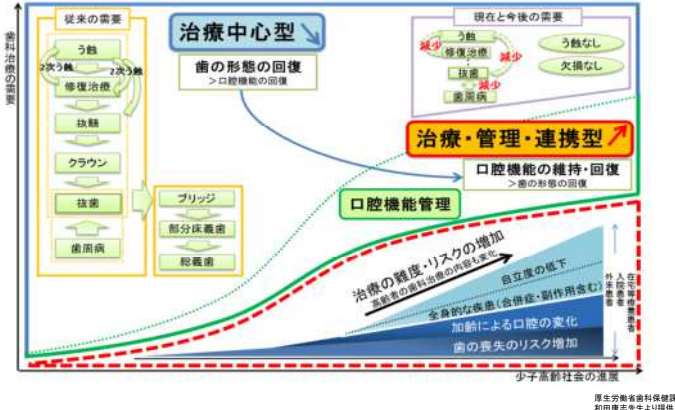 歯科治療の需要
従来の需要
う蝕
2次う蝕
2次う蝕
修復治療
抜髄
クラウン
抜歯
歯周病
ブリッジ
部分床義歯
総義歯
治療中心型
歯の形態の回復
>口腔機能の回復
現在と今後の需要
う蝕
減少
修復治療
減少
抜歯
減少
歯周病
う蝕なし
欠損なし
治療・管理・連携型
口腔機能の維持・回復
>歯の形態の回復
口腔機能管理
治療の難度・リスクの増加
高齢者の歯科治療の内容も変化
自立度の低下
全身的な疾患(合併症・副作用含む)
加齢による口腔の変化
歯の喪失のリスク増加
在宅等療養患者
入院患者
外来患者
少子高齢社会の進展
厚生労働省歯科保健課
和田康志先生より提供